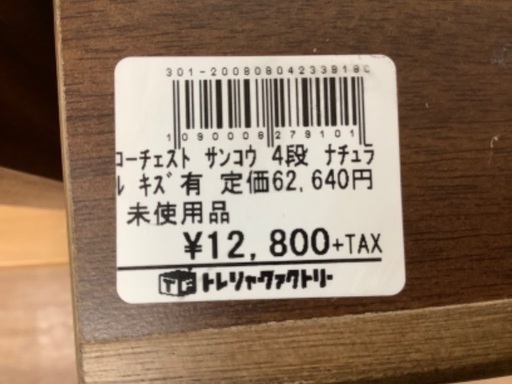 301-200808042339180
1090008279101
ﾛｰﾁｪｽﾄ ｻﾝｺｳ 4段 ﾅﾁｭﾗ
ﾙ ｷｽﾞ有 定価62,640円
未使用品
¥12,800+TAX
TF トレジャーファクトリー